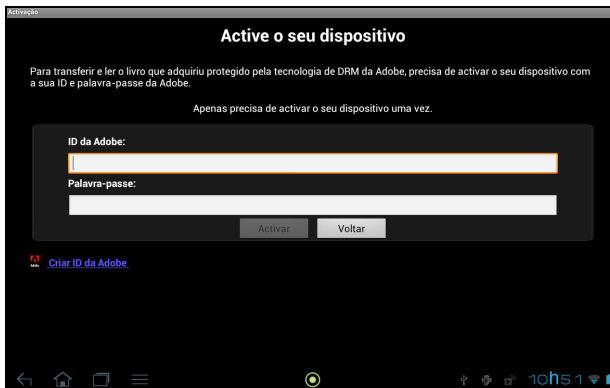 Activação
Active o seu dispositivo
Para transferir e ler o livro que adquiriu protegido pela tecnologia de DRM da Adobe, precisa de activar o seu dispositivo com
a sua ID e palavra-passe da Adobe.
Apenas precisa de activar o seu dispositivo uma vez.
ID da Adobe:
Palavra-passe:
Activar Voltar
Adobe Criar ID da Adobe
10h51